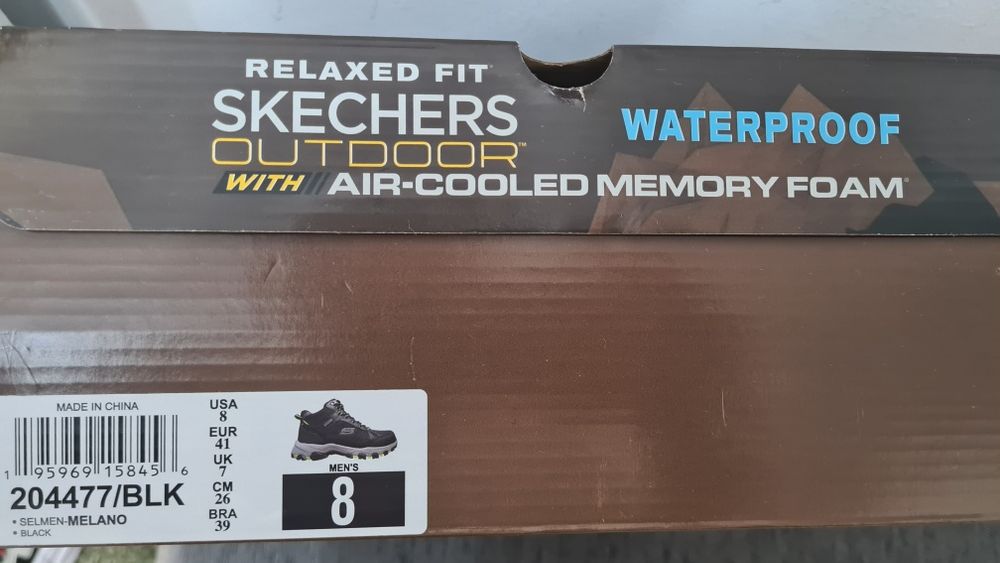 RELAXED FIT
SKECHERS
OUTDOOR™
WITH AIR-COOLED MEMORY FOAM
WATERPROOF
MADE IN CHINA
1 95969 15845 6
204477/BLK
• SELMEN-MELANO
• BLACK
USA
8
EUR
41
UK
7
CM
26
BRA
39
MEN'S
8